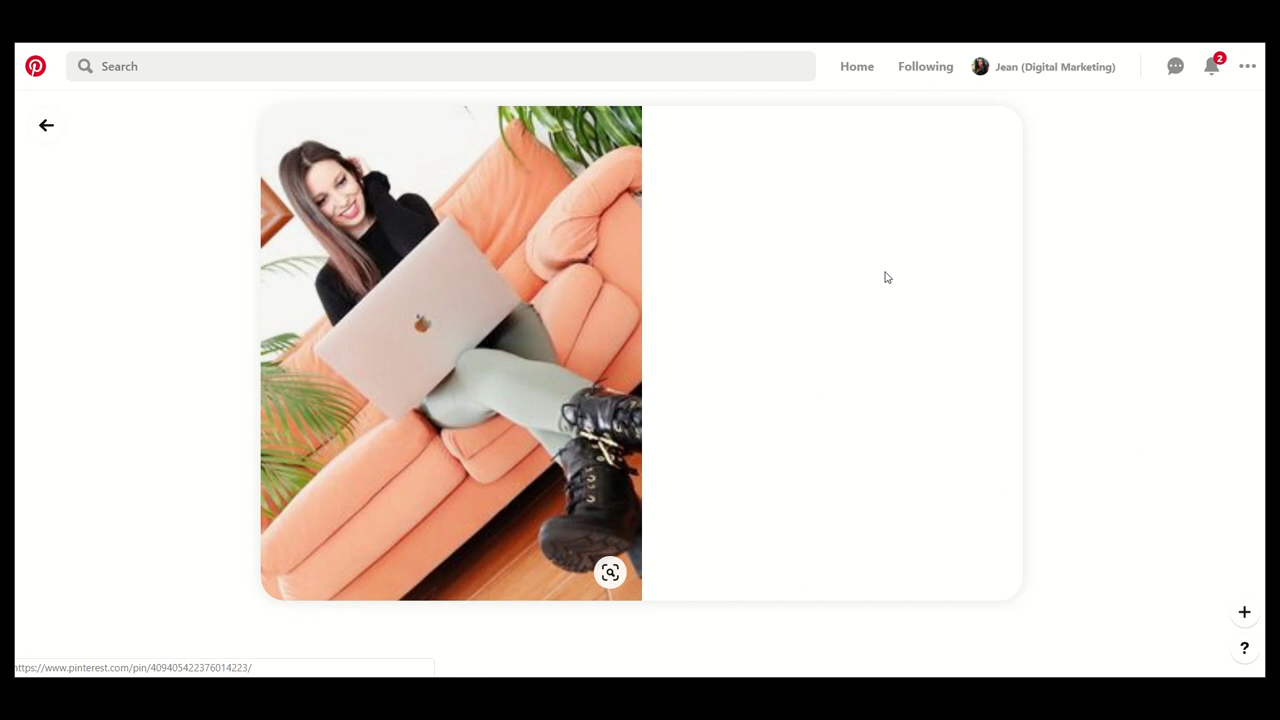 Search
Home
Following
Jean (Digital Marketing)
2
?
https://www.pinterest.com/pin/409405422376014223/